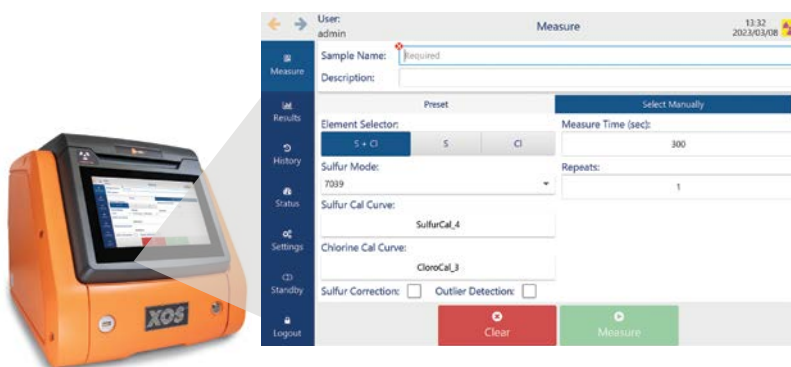 User:
admin
Measure
13:32
2023/03/08
Measure
Results
History
Status
Settings
Standby
Logout
Sample Name:
Required
Description:
Preset
Select Manually
Element Selector:
S + Cl
S
Cl
Measure Time (sec):
300
Sulfur Mode:
7039
Repeats:
1
Sulfur Cal Curve:
SulfurCal_4
Chlorine Cal Curve:
CloroCal_3
Sulfur Correction:
Outlier Detection:
Clear
Measure
XOS